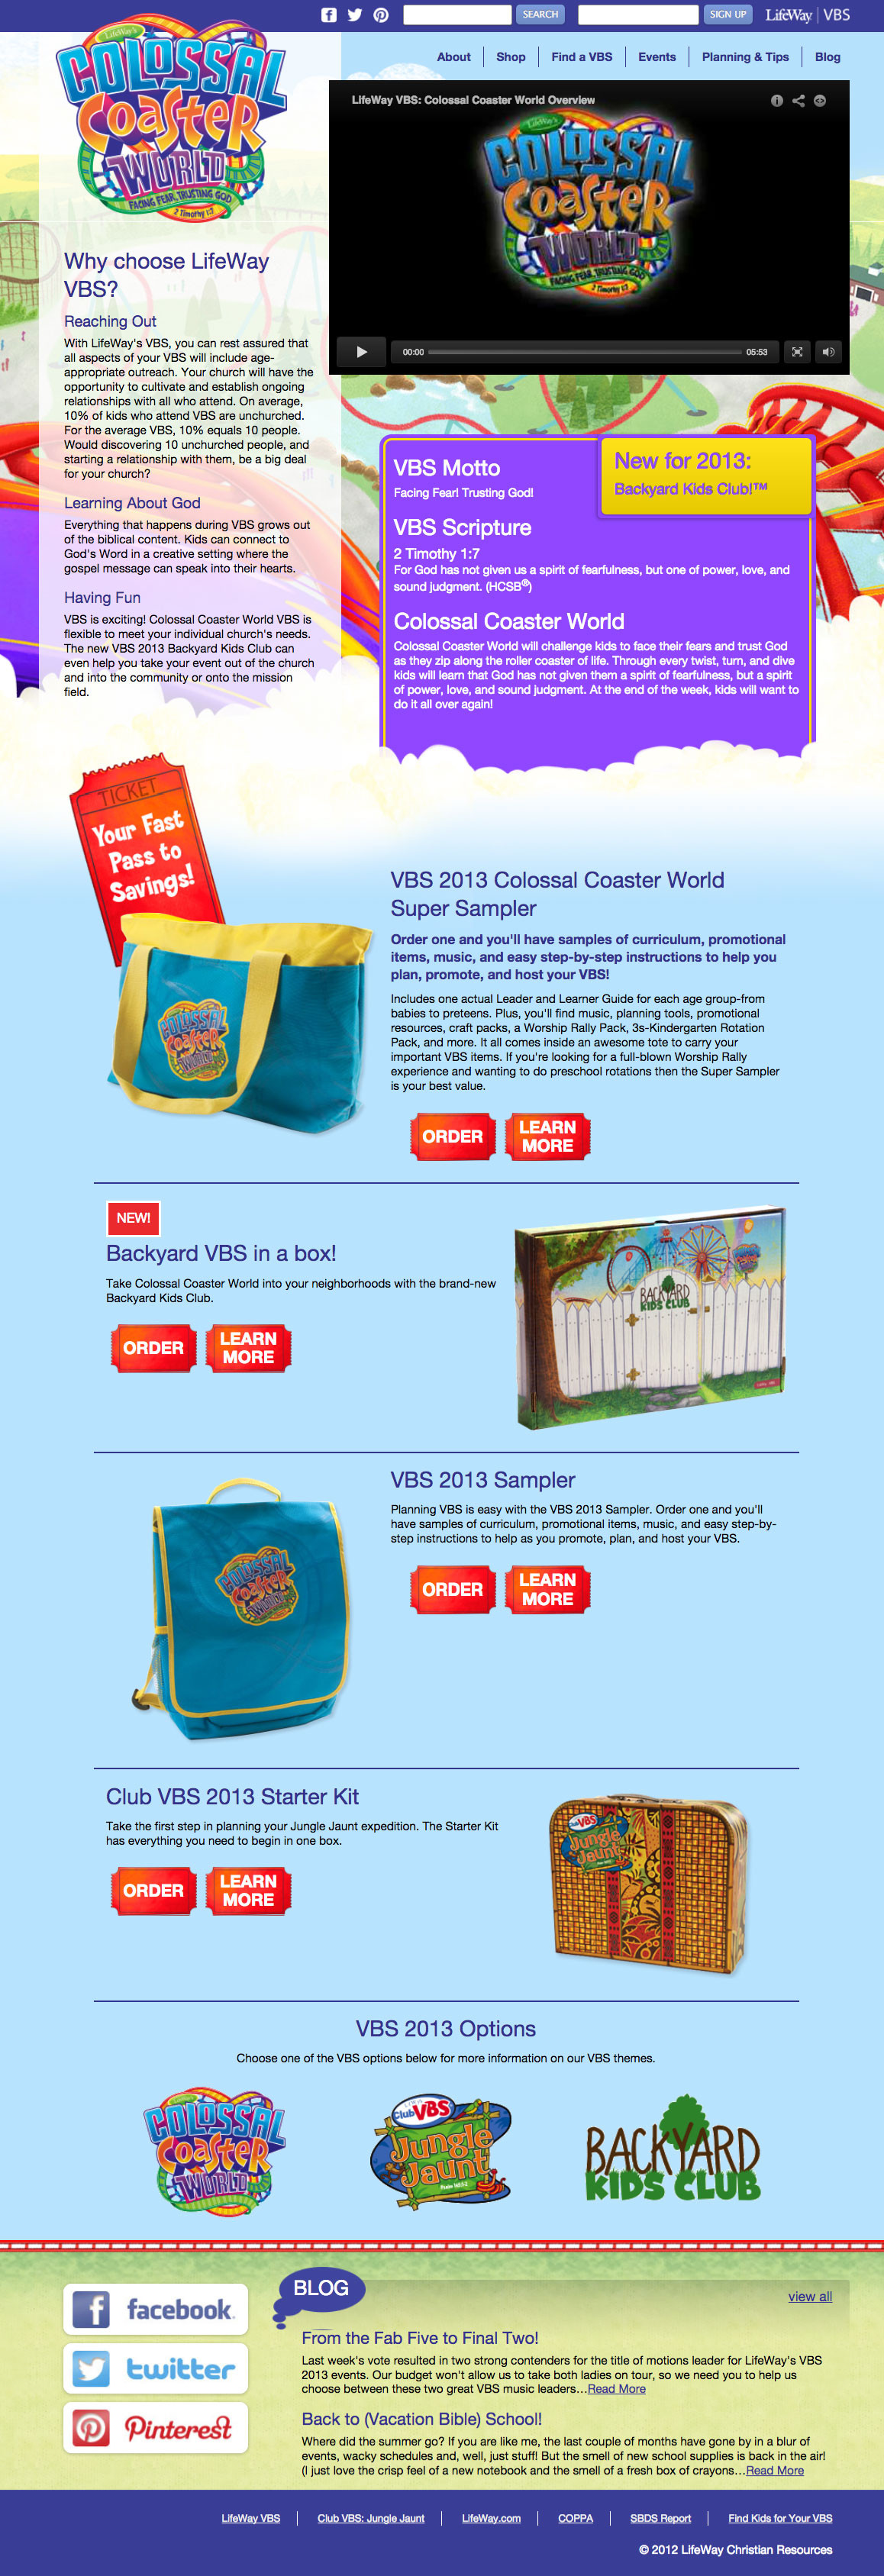 SEARCH
SIGN UP
LifeWay | VBS
LifeWay's
COLOSSAL
Coaster
WORLD
FACING FEAR, TRUSTING GOD
2 Timothy 1:7
About
Shop
Find a VBS
Events
Planning & Tips
Blog
LifeWay VBS: Colossal Coaster World Overview
LifeWay's
COLOSSAL
Coaster
WORLD
FACING FEAR, TRUSTING GOD
2 Timothy 1:7
00:00
05:53
Why choose LifeWay
VBS?
Reaching Out
With LifeWay's VBS, you can rest assured that
all aspects of your VBS will include age-
appropriate outreach. Your church will have the
opportunity to cultivate and establish ongoing
relationships with all who attend. On average,
10% of kids who attend VBS are unchurched.
For the average VBS, 10% equals 10 people.
Would discovering 10 unchurched people, and
starting a relationship with them, be a big deal
for your church?
Learning About God
Everything that happens during VBS grows out
of the biblical content. Kids can connect to
God's Word in a creative setting where the
gospel message can speak into their hearts.
Having Fun
VBS is exciting! Colossal Coaster World VBS is
flexible to meet your individual church's needs.
The new VBS 2013 Backyard Kids Club can
even help you take your event out of the church
and into the community or onto the mission
field.
VBS Motto
Facing Fear! Trusting God!
New for 2013:
Backyard Kids Club!™
VBS Scripture
2 Timothy 1:7
For God has not given us a spirit of fearfulness, but one of power, love, and
sound judgment. (HCSB®)
Colossal Coaster World
Colossal Coaster World will challenge kids to face their fears and trust God
as they zip along the roller coaster of life. Through every twist, turn, and dive
kids will learn that God has not given them a spirit of fearfulness, but a spirit
of power, love, and sound judgment. At the end of the week, kids will want to
do it all over again!
TICKET
Your Fast
Pass to
Savings!
COLOSSAL
Coaster
WORLD
VBS 2013 Colossal Coaster World
Super Sampler
Order one and you'll have samples of curriculum, promotional
items, music, and easy step-by-step instructions to help you
plan, promote, and host your VBS!
Includes one actual Leader and Learner Guide for each age group-from
babies to preteens. Plus, you'll find music, planning tools, promotional
resources, craft packs, a Worship Rally Pack, 3s-Kindergarten Rotation
Pack, and more. It all comes inside an awesome tote to carry your
important VBS items. If you're looking for a full-blown Worship Rally
experience and wanting to do preschool rotations then the Super Sampler
is your best value.
ORDER
LEARN
MORE
NEW!
Backyard VBS in a box!
Take Colossal Coaster World into your neighborhoods with the brand-new
Backyard Kids Club.
ORDER
LEARN
MORE
BACKYARD
KIDS CLUB
COLOSSAL
Coaster
WORLD
VBS 2013 Sampler
Planning VBS is easy with the VBS 2013 Sampler. Order one and you'll
have samples of curriculum, promotional items, music, and easy step-by-
step instructions to help as you promote, plan, and host your VBS.
ORDER
LEARN
MORE
Club VBS 2013 Starter Kit
Take the first step in planning your Jungle Jaunt expedition. The Starter Kit
has everything you need to begin in one box.
ORDER
LEARN
MORE
Club VBS
Jungle
Jaunt
VBS 2013 Options
Choose one of the VBS options below for more information on our VBS themes.
COLOSSAL
Coaster
WORLD
Club VBS
Jungle
Jaunt
BACKYARD
KIDS CLUB
facebook
twitter
Pinterest
BLOG
view all
From the Fab Five to Final Two!
Last week's vote resulted in two strong contenders for the title of motions leader for LifeWay's VBS
2013 events. Our budget won't allow us to take both ladies on tour, so we need you to help us
choose between these two great VBS music leaders…Read More
Back to (Vacation Bible) School!
Where did the summer go? If you are like me, the last couple of months have gone by in a blur of
events, wacky schedules and, well, just stuff! But the smell of new school supplies is back in the air!
(I just love the crisp feel of a new notebook and the smell of a fresh box of crayons…Read More
LifeWay VBS
Club VBS: Jungle Jaunt
LifeWay.com
COPPA
SBDS Report
Find Kids for Your VBS
© 2012 LifeWay Christian Resources